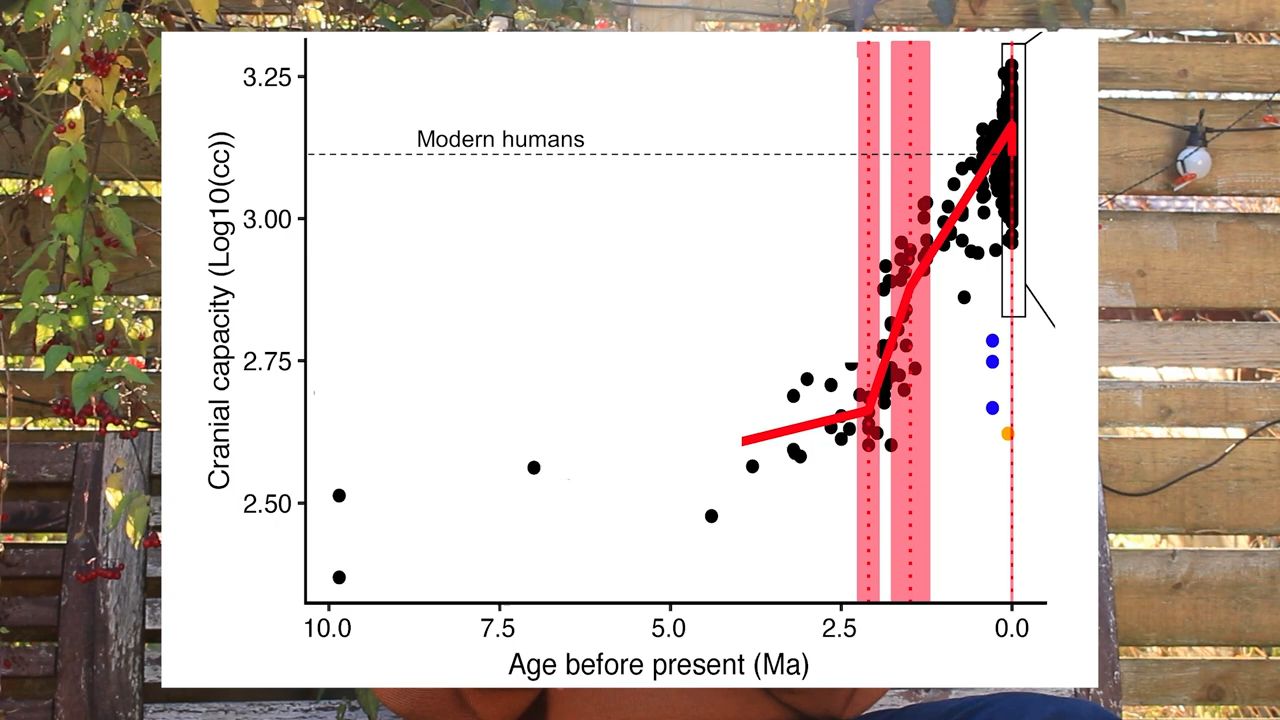 3.25
Modern humans
3.00
2.75
2.50
Cranial capacity (Log10(cc))
10.0 7.5 5.0 2.5 0.0
Age before present (Ma)